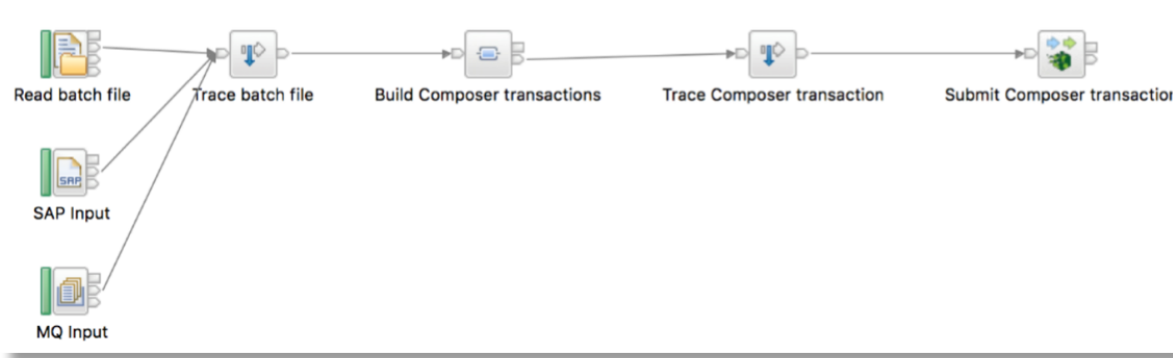 Read batch file
Trace batch file
Build Composer transactions
Trace Composer transaction
Submit Composer transaction
SAP
SAP Input
MQ Input